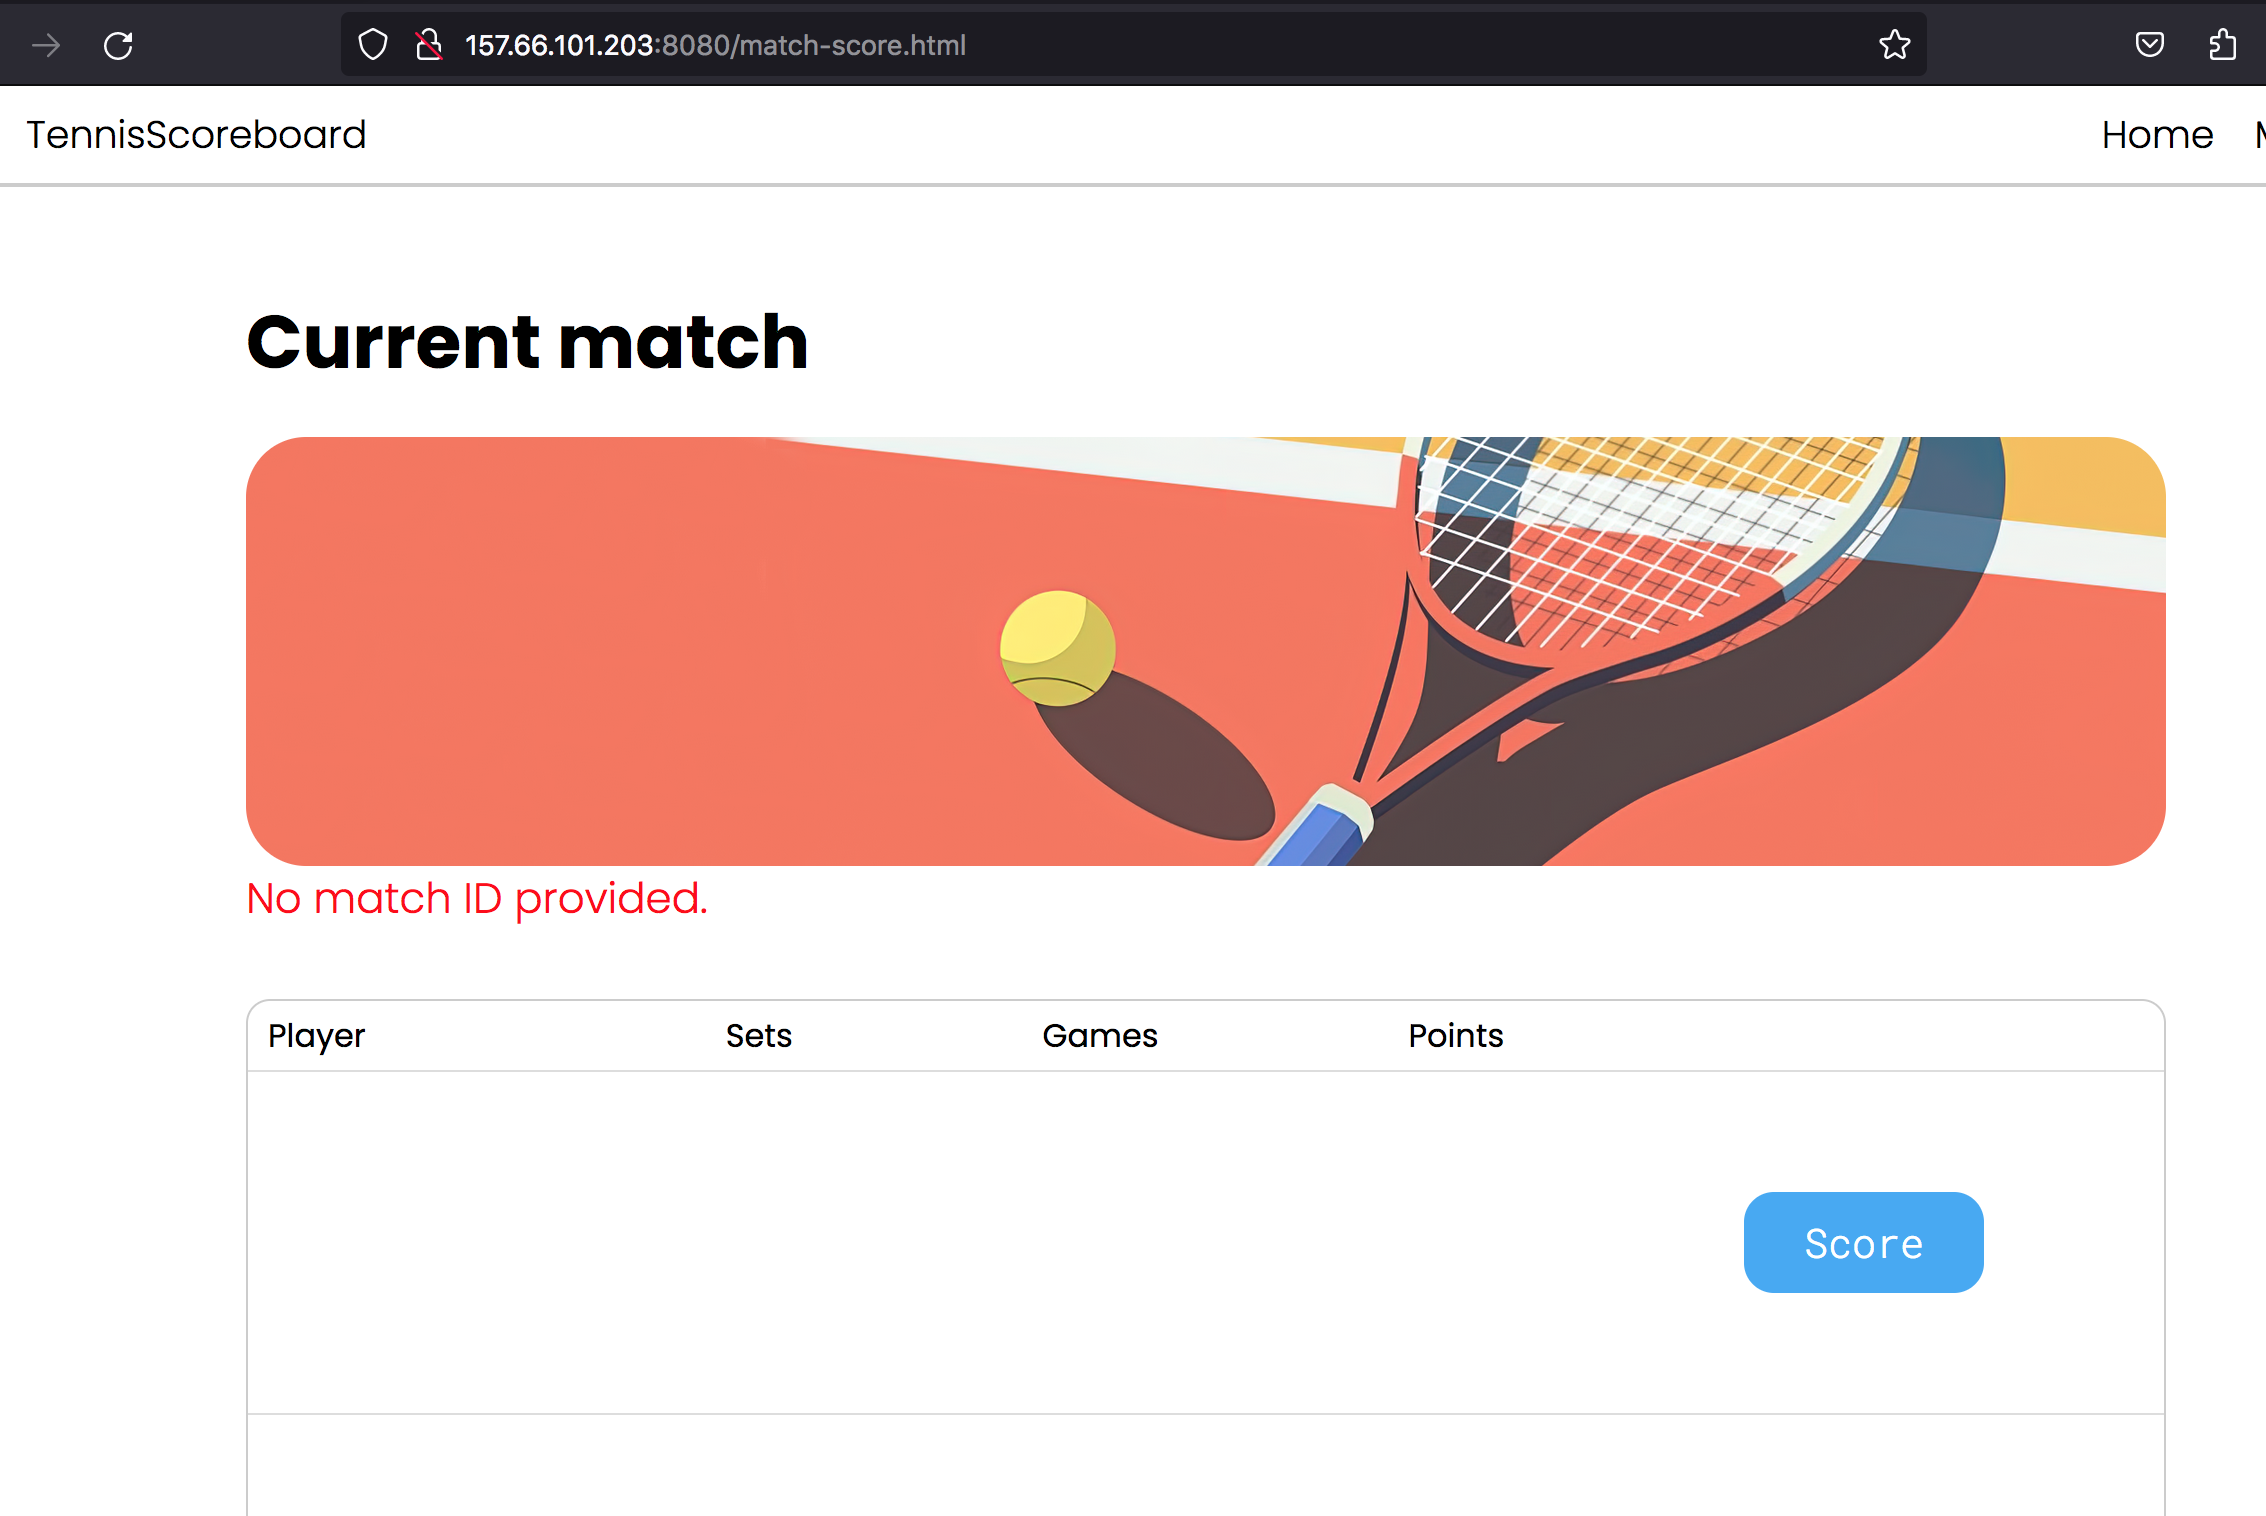 157.66.101.203:8080/match-score.html
TennisScoreboard
Home
Current match
No match ID provided.
Player Sets Games Points
Score